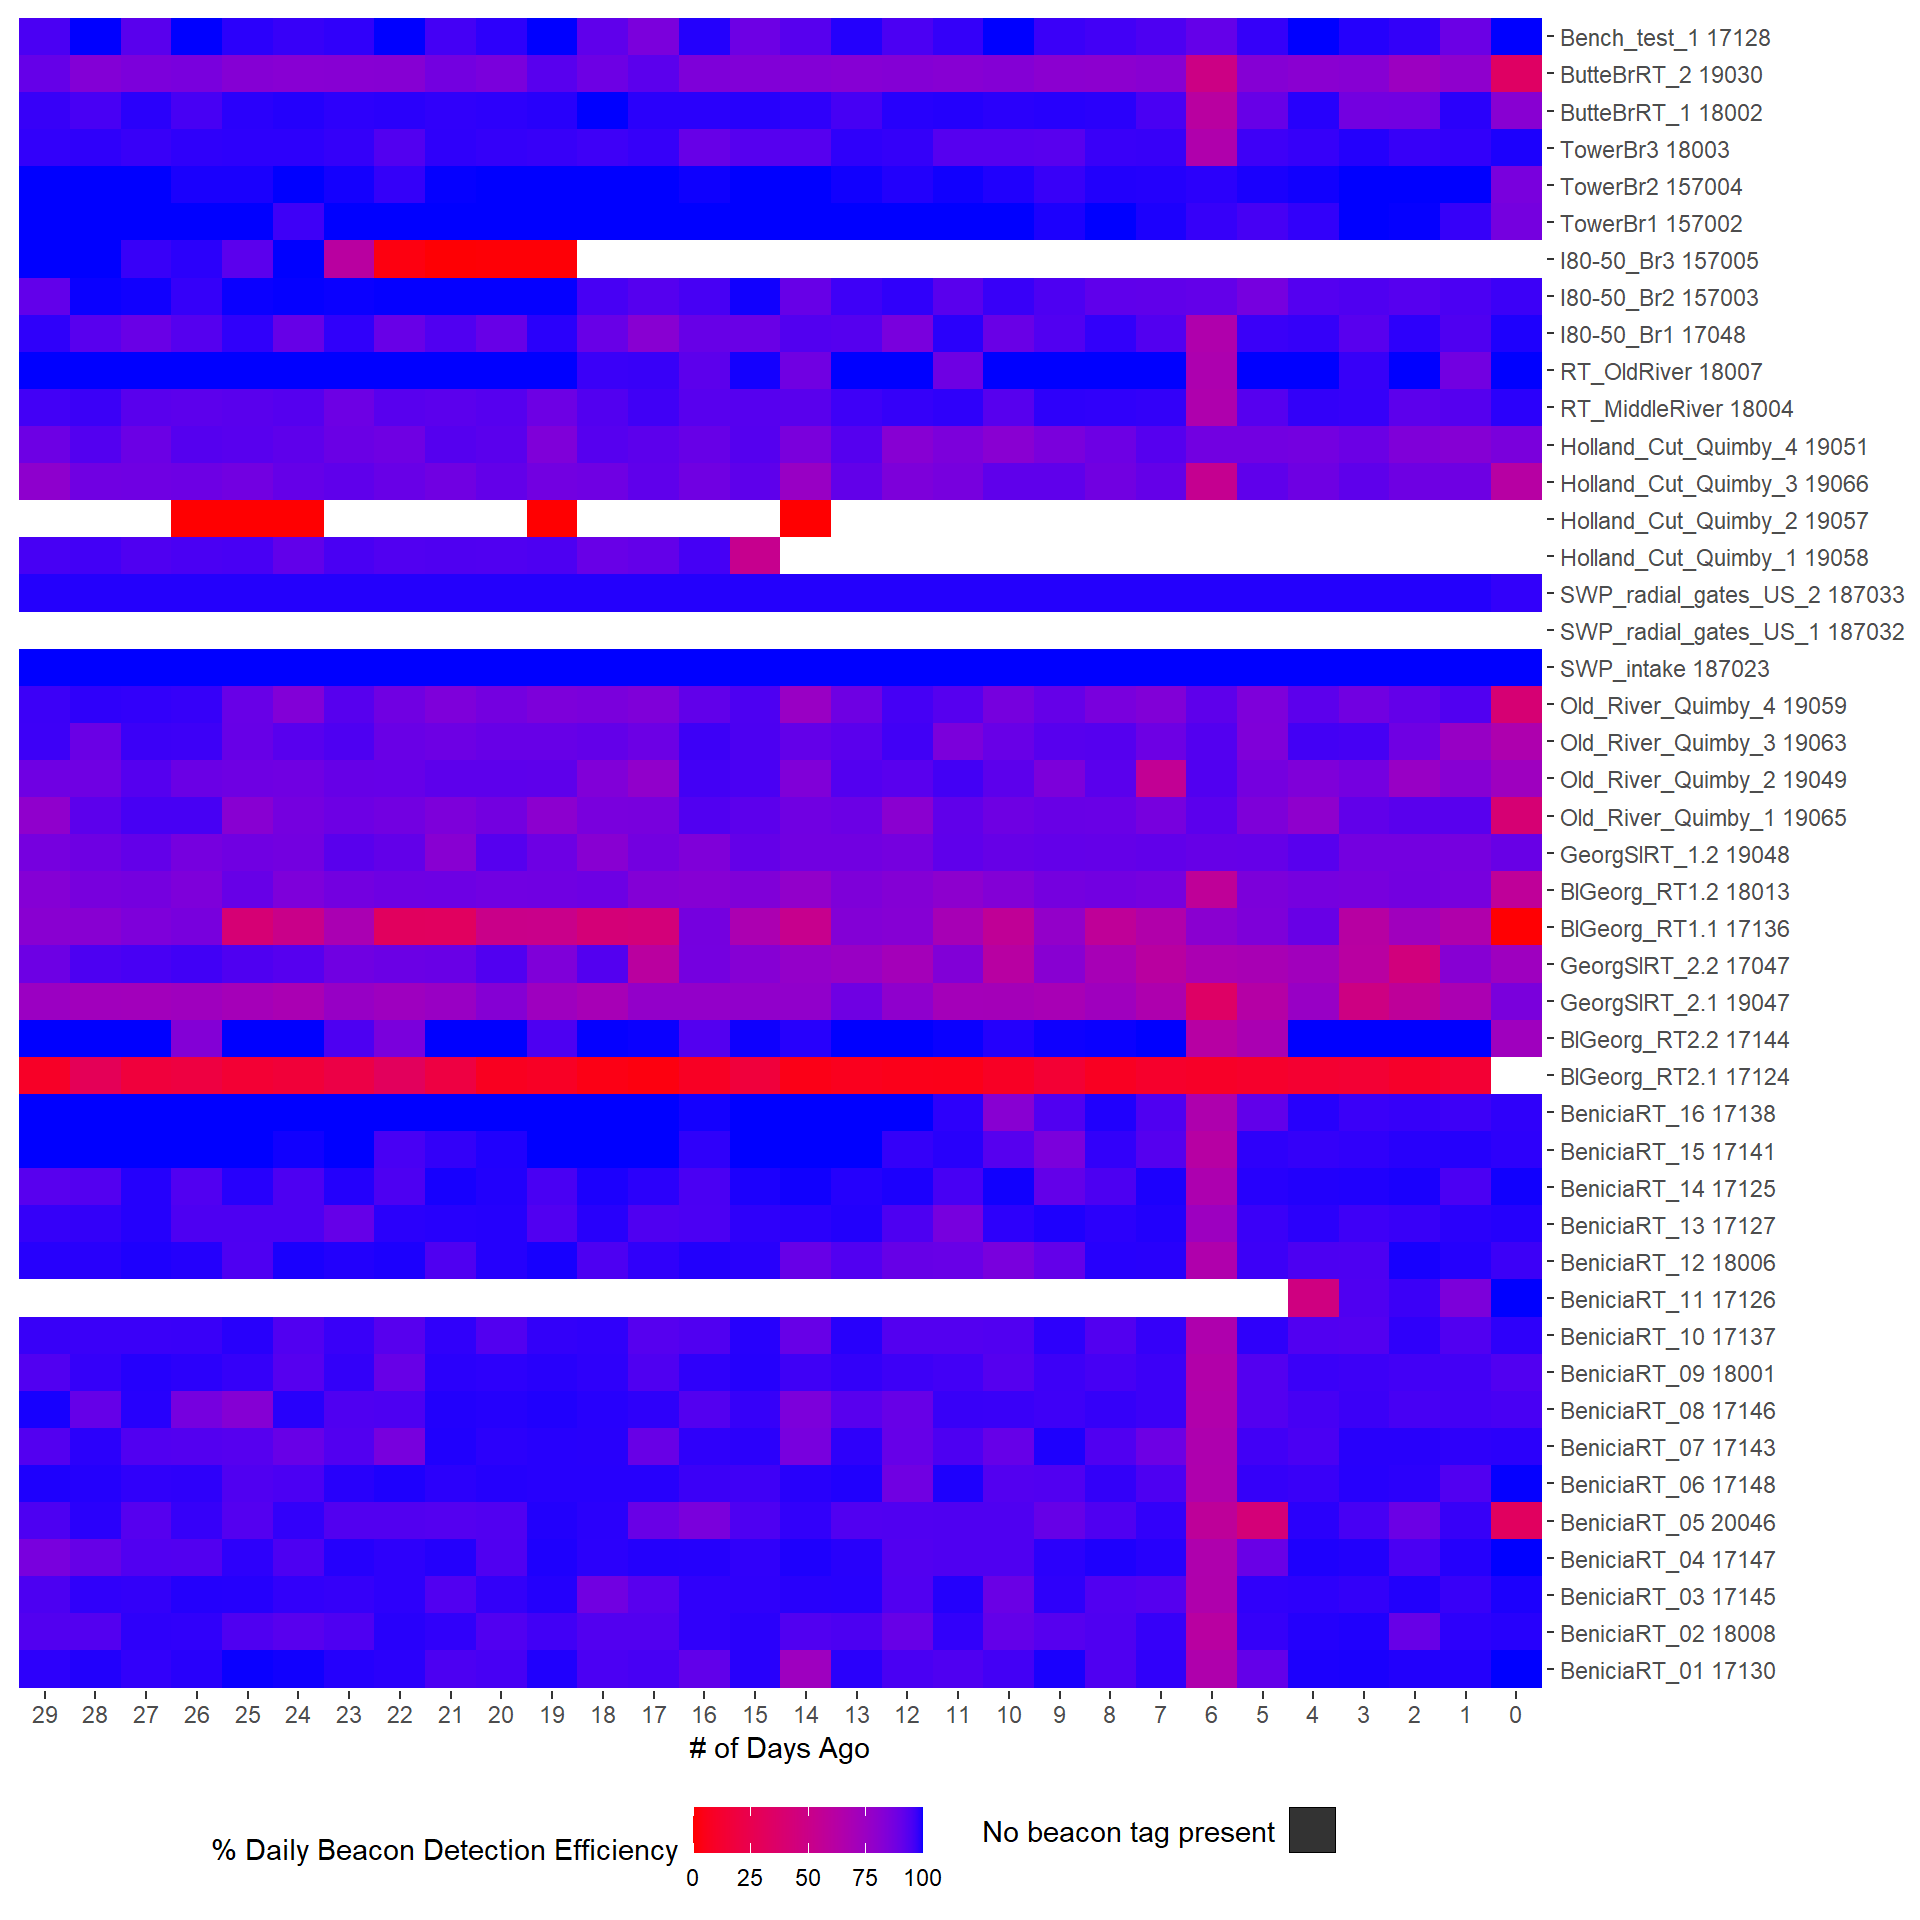 Bench_test_1 17128
ButteBrRT_2 19030
ButteBrRT_1 18002
TowerBr3 18003
TowerBr2 157004
TowerBr1 157002
I80-50_Br3 157005
I80-50_Br2 157003
I80-50_Br1 17048
RT_OldRiver 18007
RT_MiddleRiver 18004
Holland_Cut_Quimby_4 19051
Holland_Cut_Quimby_3 19066
Holland_Cut_Quimby_2 19057
Holland_Cut_Quimby_1 19058
SWP_radial_gates_US_2 187033
SWP_radial_gates_US_1 187032
SWP_intake 187023
Old_River_Quimby_4 19059
Old_River_Quimby_3 19063
Old_River_Quimby_2 19049
Old_River_Quimby_1 19065
GeorgSlRT_1.2 19048
BlGeorg_RT1.2 18013
BlGeorg_RT1.1 17136
GeorgSlRT_2.2 17047
GeorgSlRT_2.1 19047
BlGeorg_RT2.2 17144
BlGeorg_RT2.1 17124
BeniciaRT_16 17138
BeniciaRT_15 17141
BeniciaRT_14 17125
BeniciaRT_13 17127
BeniciaRT_12 18006
BeniciaRT_11 17126
BeniciaRT_10 17137
BeniciaRT_09 18001
BeniciaRT_08 17146
BeniciaRT_07 17143
BeniciaRT_06 17148
BeniciaRT_05 20046
BeniciaRT_04 17147
BeniciaRT_03 17145
BeniciaRT_02 18008
BeniciaRT_01 17130
29 28 27 26 25 24 23 22 21 20 19 18 17 16 15 14 13 12 11 10 9 8 7 6 5 4 3 2 1 0
# of Days Ago
% Daily Beacon Detection Efficiency
0 25 50 75 100
No beacon tag present